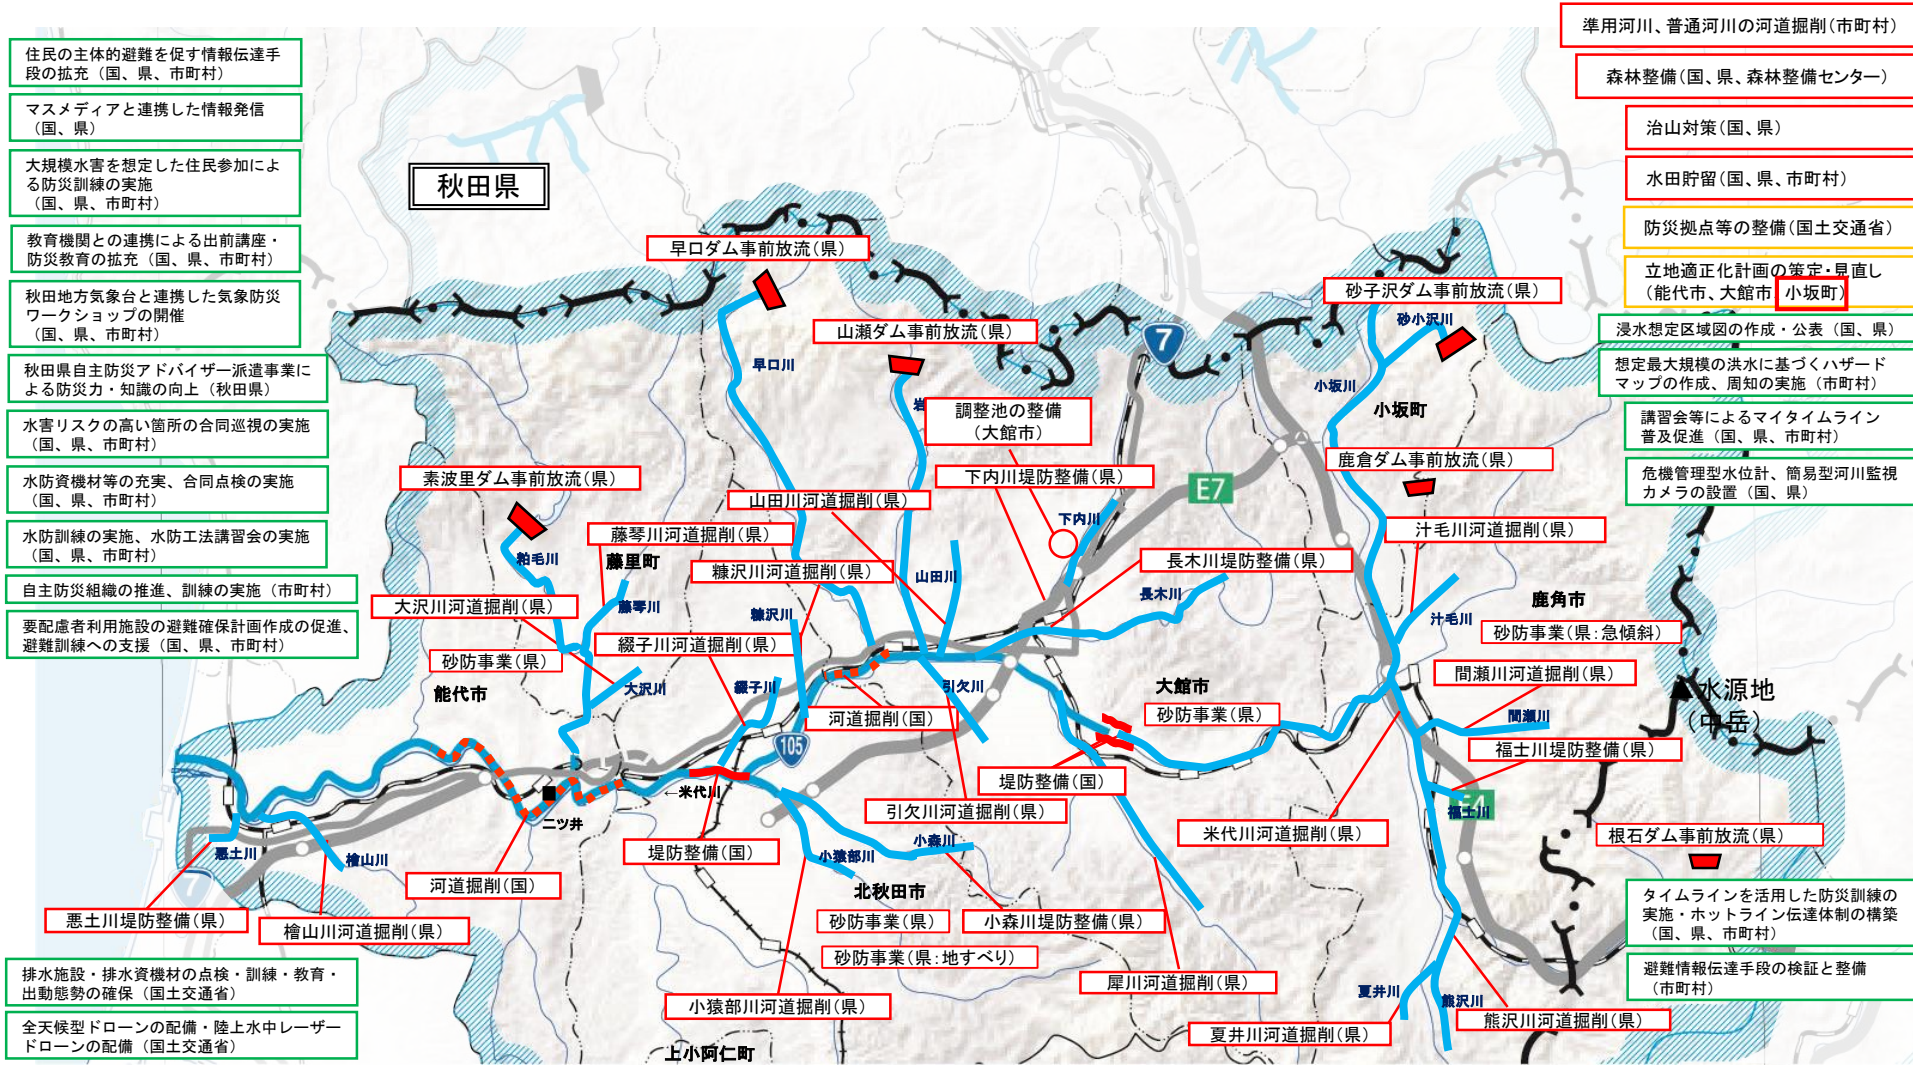 住民の主体的避難を促す情報伝達手
段の拡充（国、県、市町村）
マスメディアと連携した情報発信
（国、県）
大規模水害を想定した住民参加によ
る防災訓練の実施
（国、県、市町村）
教育機関との連携による出前講座・
防災教育の拡充（国、県、市町村）
秋田地方気象台と連携した気象防災
ワークショップの開催
（国、県、市町村）
秋田県自主防災アドバイザー派遣事業に
よる防災力・知識の向上（秋田県）
水害リスクの高い箇所の合同巡視の実施
（国、県、市町村）
水防資機材等の充実、合同点検の実施
（国、県、市町村）
水防訓練の実施、水防工法講習会の実施
（国、県、市町村）
自主防災組織の推進、訓練の実施（市町村）
要配慮者利用施設の避難確保計画作成の促進、
避難訓練への支援（国、県、市町村）
秋田県
早口ダム事前放流(県)
山瀬ダム事前放流(県)
砂子沢ダム事前放流(県)
砂小沢川
7
早口川
岩
小坂川
小坂町
調整池の整備
（大館市）
下内川堤防整備(県)
鹿倉ダム事前放流(県)
E7
素波里ダム事前放流(県)
山田川河道掘削(県)
下内川
藤琴川河道掘削(県)
汁毛川河道掘削(県)
粕毛川
藤里町
糠沢川河道掘削(県)
山田川
長木川堤防整備(県)
大沢川河道掘削(県)
藤琴川
糠沢川
長木川
鹿角市
汁毛川
砂防事業(県:急傾斜)
綴子川河道掘削(県)
砂防事業(県)
能代市
大沢川
綴子川
引欠川
大館市
間瀬川河道掘削(県)
水源地
（中岳）
河道掘削(国)
砂防事業(県)
間瀬川
105
福士川堤防整備(県)
堤防整備(国)
←米代川
二ツ井
引欠川河道掘削(県)
米代川河道掘削(県)
E4
福士川
根石ダム事前放流(県)
悪土川
檜山川
堤防整備(国)
小猿部川
小森川
河道掘削(国)
北秋田市
悪土川堤防整備(県)
檜山川河道掘削(県)
砂防事業(県)
小森川堤防整備(県)
砂防事業(県:地すべり)
犀川河道掘削(県)
夏井川
熊沢川
小猿部川河道掘削(県)
夏井川河道掘削(県)
熊沢川河道掘削(県)
上小阿仁町
7
排水施設・排水資機材の点検・訓練・教育・
出動態勢の確保（国土交通省）
全天候型ドローンの配備・陸上水中レーザー
ドローンの配備（国土交通省）
準用河川、普通河川の河道掘削(市町村)
森林整備(国、県、森林整備センター)
治山対策(国、県)
水田貯留(国、県、市町村)
防災拠点等の整備(国土交通省)
立地適正化計画の策定・見直し
(能代市、大館市 小坂町)
浸水想定区域図の作成・公表（国、県）
想定最大規模の洪水に基づくハザード
マップの作成、周知の実施（市町村）
講習会等によるマイタイムライン
普及促進（国、県、市町村）
危機管理型水位計、簡易型河川監視
カメラの設置（国、県）
タイムラインを活用した防災訓練の
実施・ホットライン伝達体制の構築
（国、県、市町村）
避難情報伝達手段の検証と整備
（市町村）